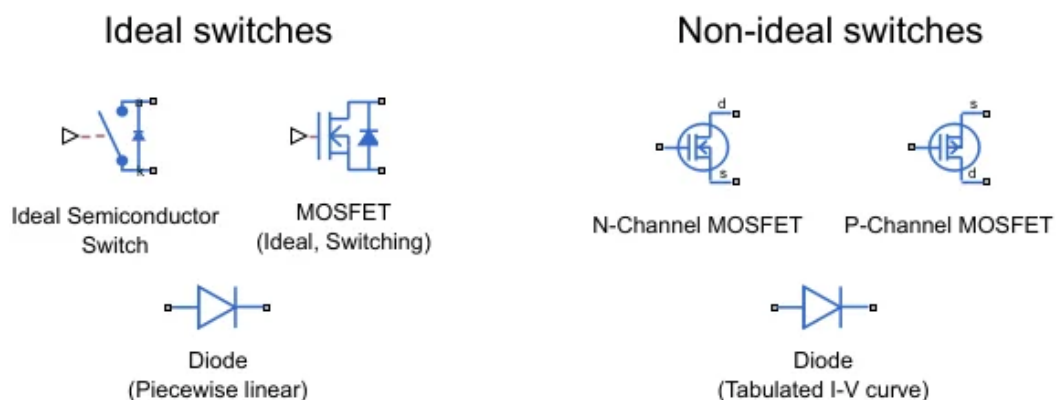 Ideal switches
Non-ideal switches
a
k
Ideal Semiconductor
Switch
MOSFET
(Ideal, Switching)
d
s
N-Channel MOSFET
s
d
P-Channel MOSFET
Diode
(Piecewise linear)
Diode
(Tabulated I-V curve)